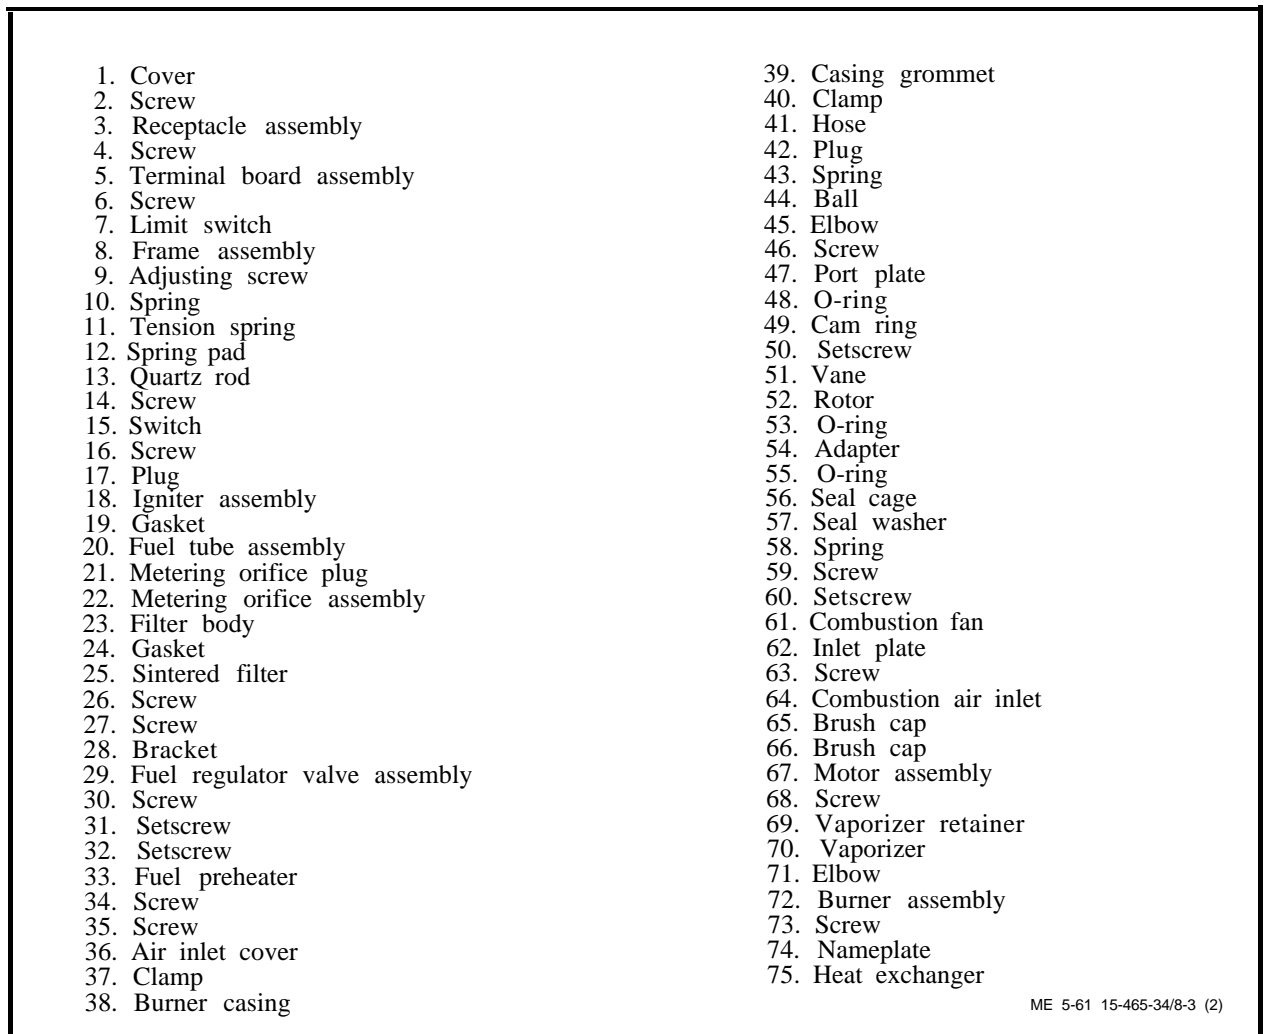 1. Cover
2. Screw
3. Receptacle assembly
4. Screw
5. Terminal board assembly
6. Screw
7. Limit switch
8. Frame assembly
9. Adjusting screw
10. Spring
11. Tension spring
12. Spring pad
13. Quartz rod
14. Screw
15. Switch
16. Screw
17. Plug
18. Igniter assembly
19. Gasket
20. Fuel tube assembly
21. Metering orifice plug
22. Metering orifice assembly
23. Filter body
24. Gasket
25. Sintered filter
26. Screw
27. Screw
28. Bracket
29. Fuel regulator valve assembly
30. Screw
31. Setscrew
32. Setscrew
33. Fuel preheater
34. Screw
35. Screw
36. Air inlet cover
37. Clamp
38. Burner casing
39. Casing grommet
40. Clamp
41. Hose
42. Plug
43. Spring
44. Ball
45. Elbow
46. Screw
47. Port plate
48. O-ring
49. Cam ring
50. Setscrew
51. Vane
52. Rotor
53. O-ring
54. Adapter
55. O-ring
56. Seal cage
57. Seal washer
58. Spring
59. Screw
60. Setscrew
61. Combustion fan
62. Inlet plate
63. Screw
64. Combustion air inlet
65. Brush cap
66. Brush cap
67. Motor assembly
68. Screw
69. Vaporizer retainer
70. Vaporizer
71. Elbow
72. Burner assembly
73. Screw
74. Nameplate
75. Heat exchanger
ME 5-61 15-465-34/8-3 (2)